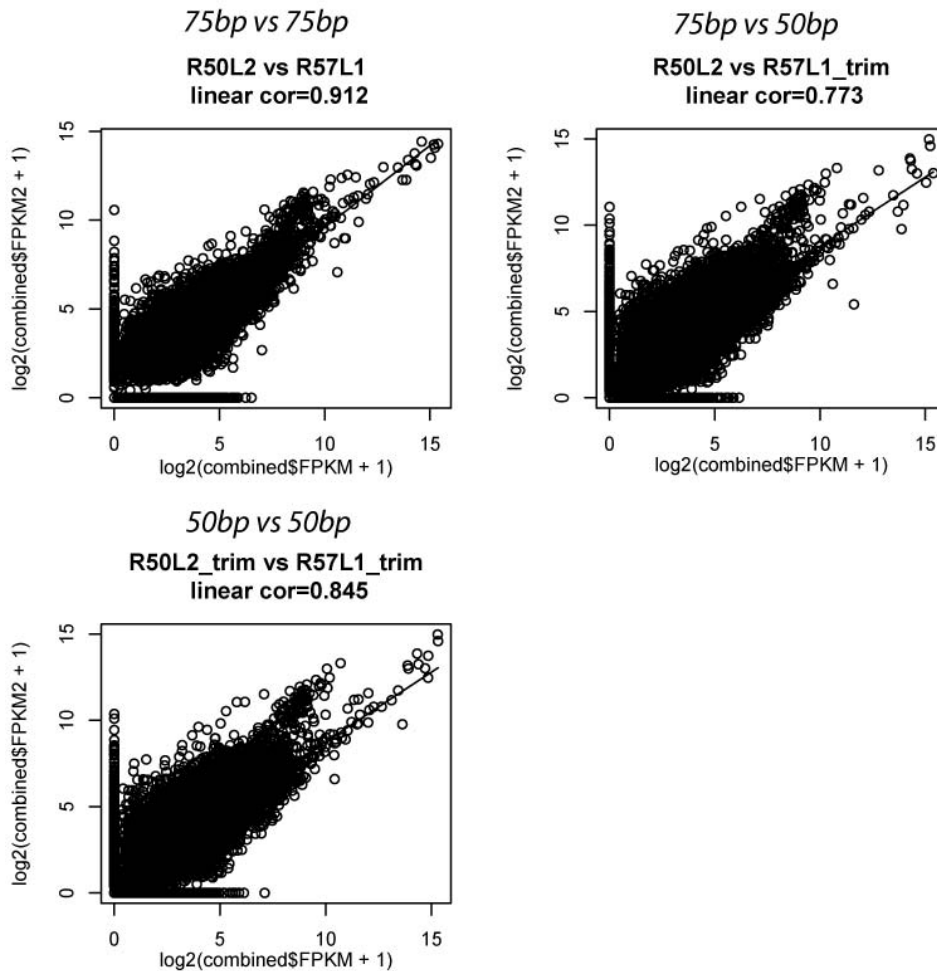 75bp vs 75bp
R50L2 vs R57L1
linear cor=0.912
log2(combined$FPKM2 + 1)
15
10
5
0
0 5 10 15
log2(combined$FPKM + 1)
75bp vs 50bp
R50L2 vs R57L1_trim
linear cor=0.773
log2(combined$FPKM2 + 1)
15
10
5
0
0 5 10 15
log2(combined$FPKM + 1)
50bp vs 50bp
R50L2_trim vs R57L1_trim
linear cor=0.845
log2(combined$FPKM2 + 1)
15
10
5
0
0 5 10 15
log2(combined$FPKM + 1)